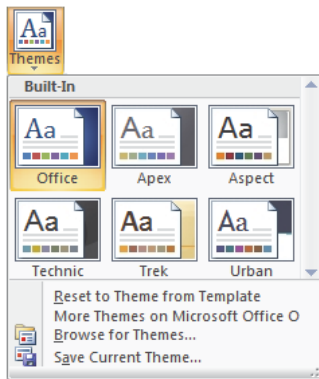 Aa
Themes
Built-In
Aa Aa Aa
Office Apex Aspect
Aa Aa Aa
Technic Trek Urban
Reset to Theme from Template
More Themes on Microsoft Office O
Browse for Themes...
Save Current Theme...